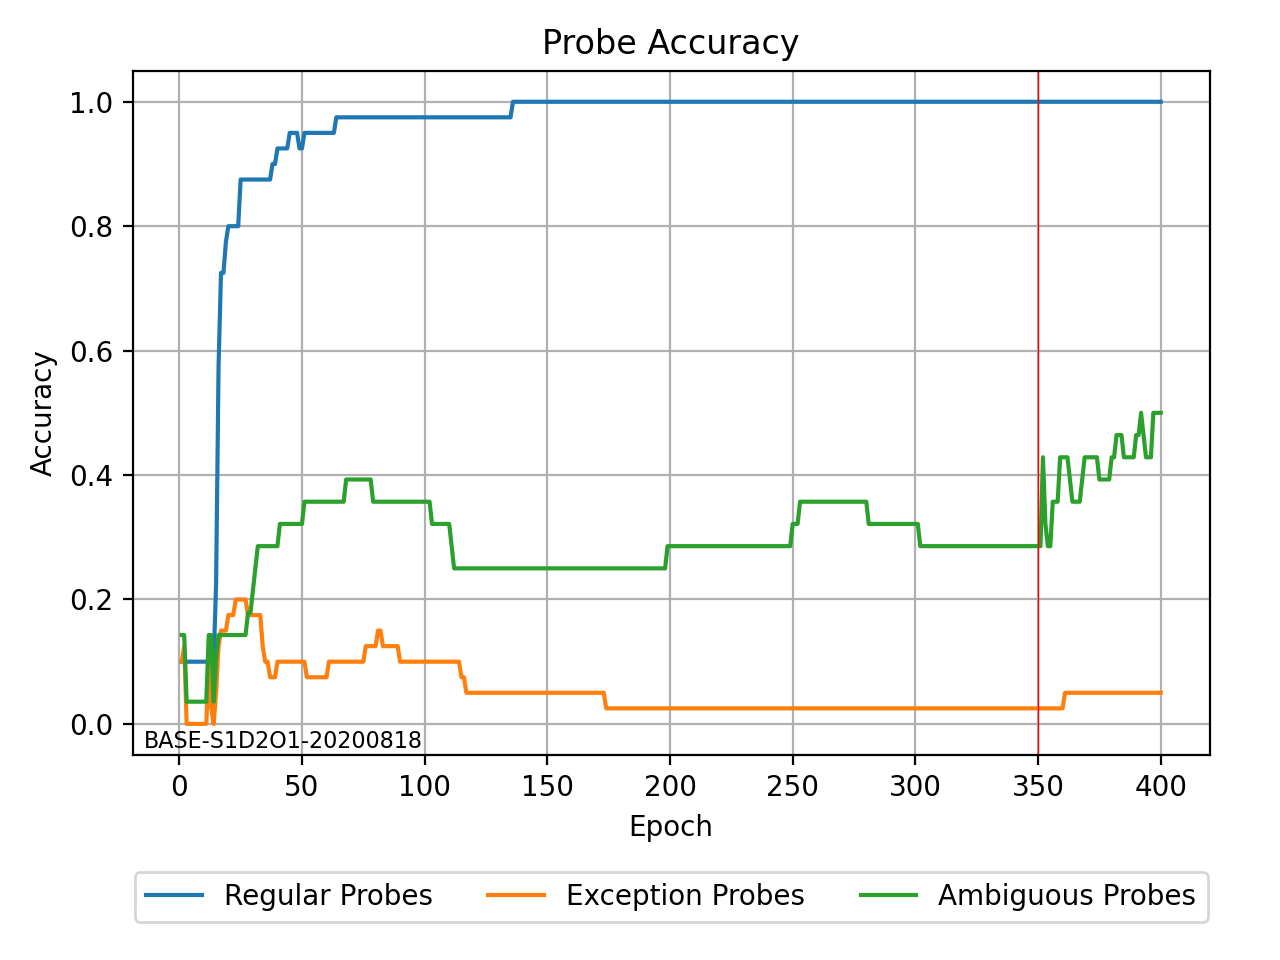 Probe Accuracy
Accuracy
1.0
0.8
0.6
0.4
0.2
0.0
BASE-S1D2O1-20200818
0 50 100 150 200 250 300 350 400
Epoch
Regular Probes Exception Probes Ambiguous Probes